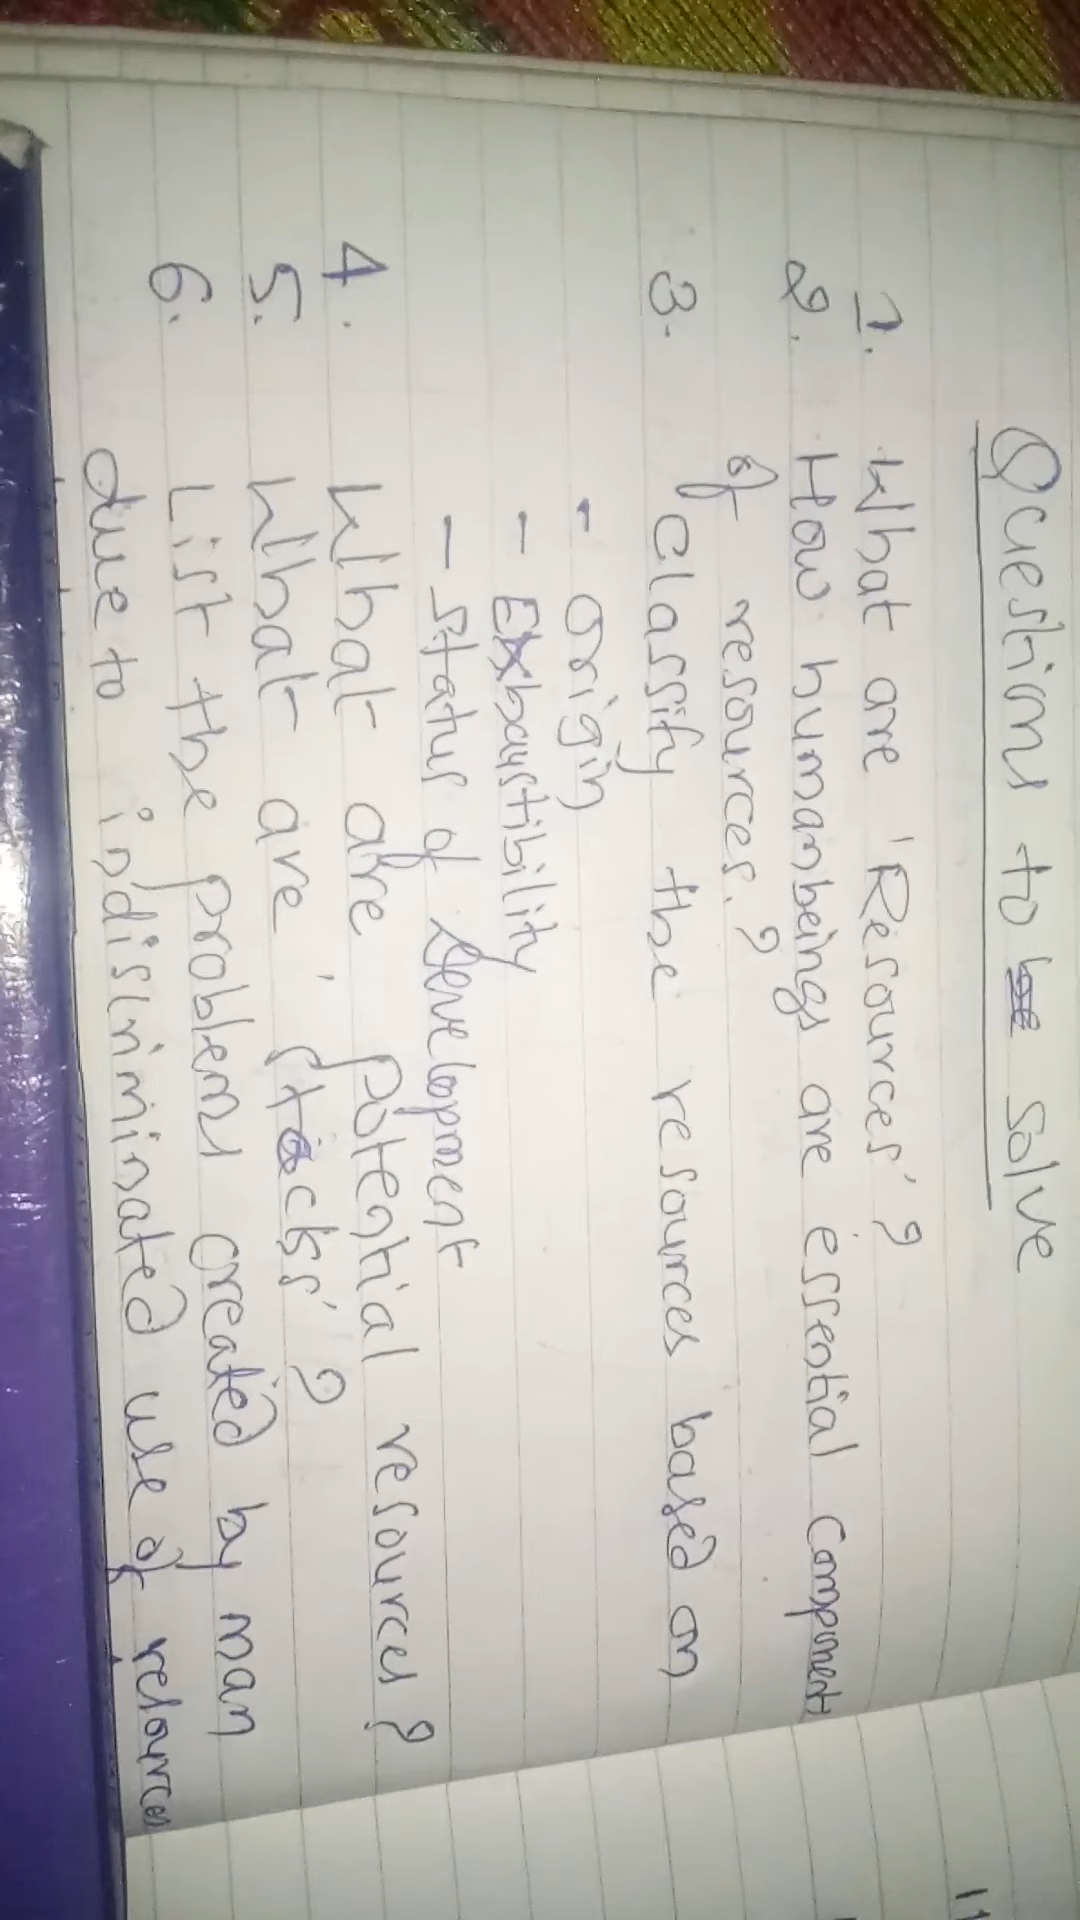 Questions to solve
1. What are 'Resources'?
2. How humanbeings are essential component
of resources.?
3. Classify the resources based on
- Origin
- Exhaustibility
- Status of Development
4. What are potential resources?
5. What are 'stocks'?
6. List the problems created by man
due to indiscriminated use of resources
11